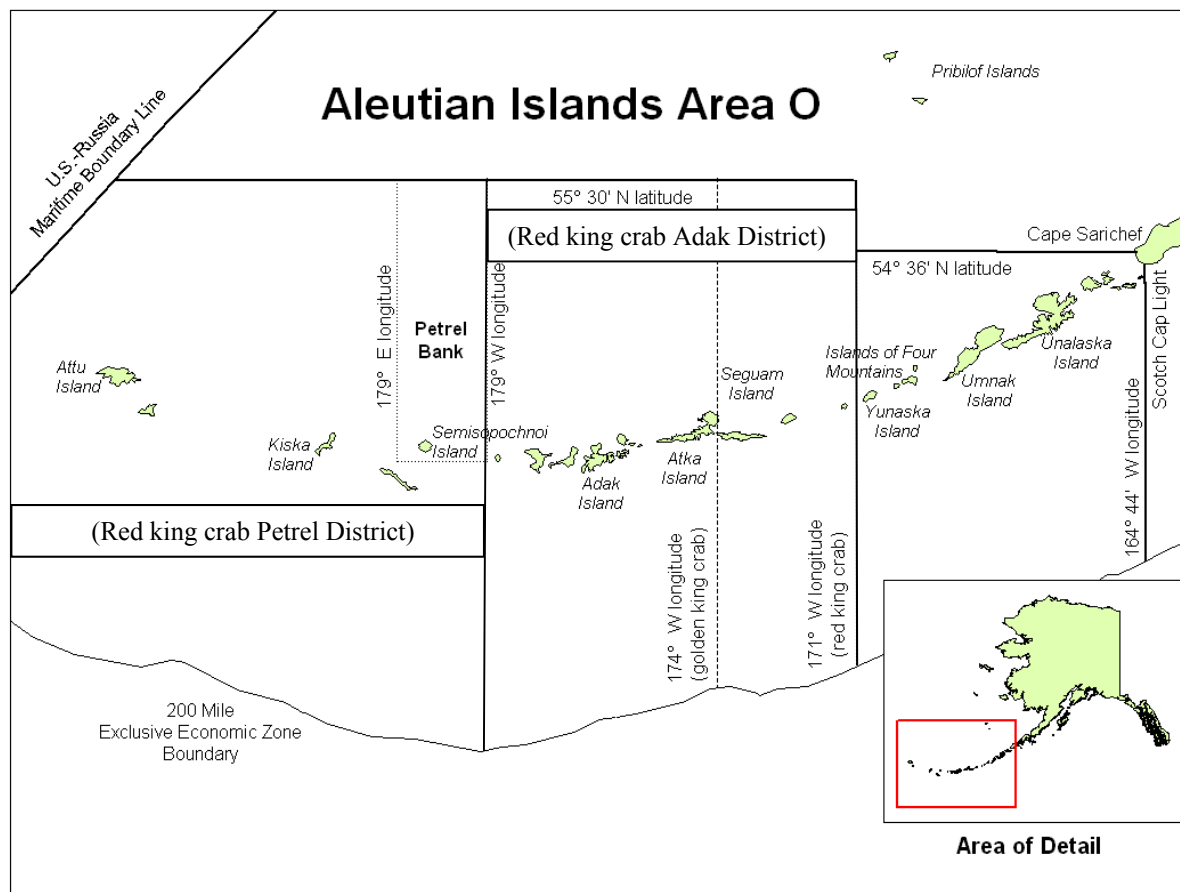 Aleutian Islands Area O
Pribilof Islands
U.S.-Russia
Maritime Boundary Line
55° 30' N latitude
(Red king crab Adak District)
Cape Sarichef
54° 36' N latitude
179° E longitude
Petrel
Bank
179° W longitude
Attu
Island
Kiska
Island
Semisopochnoi
Island
Adak
Island
Atka
Island
Seguam
Island
Islands of Four
Mountains
Yunaska
Island
Umnak
Island
Unalaska
Island
Scotch Cap Light
164° 44' W longitude
(Red king crab Petrel District)
174° W longitude
(golden king crab)
171° W longitude
(red king crab)
200 Mile
Exclusive Economic Zone
Boundary
Area of Detail